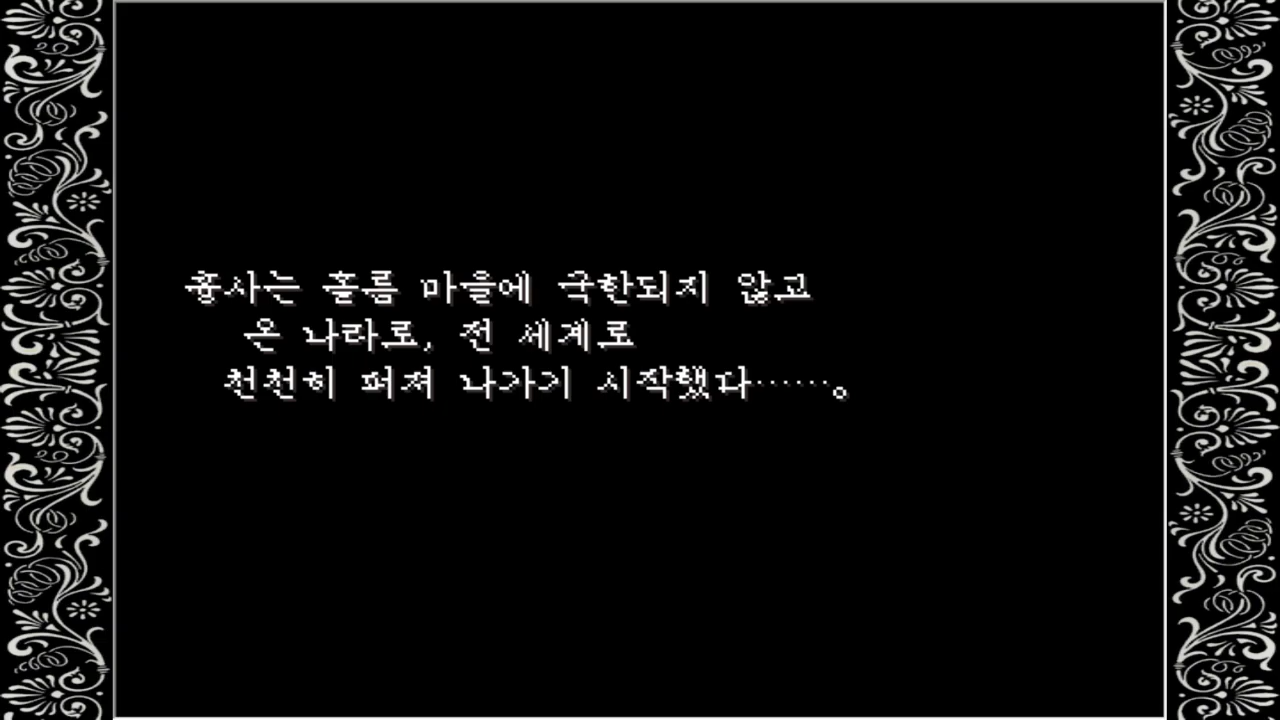 흉사는 홀름 마을에 국한되지 않고
온 나라로, 전 세계로
천천히 퍼져 나가기 시작했다……。